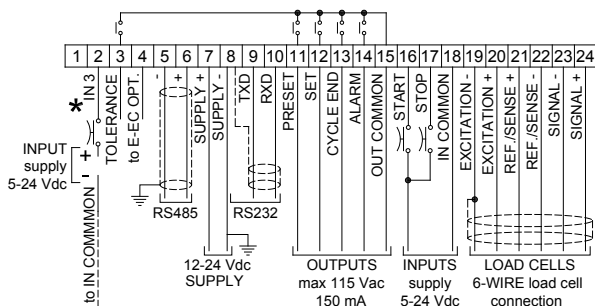 1 2 3 4 5 6 7 8 9 10 11 12 13 14 15 16 17 18 19 20 21 22 23 24
*
IN 3
TOLERANCE
to E-EC OPT.
-
+
SUPPLY +
SUPPLY -
TXD
RXD
PRESET
SET
CYCLE END
ALARM
OUT COMMON
START
STOP
IN COMMON
EXCITATION -
EXCITATION +
REF./SENSE +
REF./SENSE -
SIGNAL -
SIGNAL +
INPUT
supply
5-24 Vdc
+
-
to IN COMMMON
RS485
RS232
12-24 Vdc
SUPPLY
OUTPUTS
max 115 Vac
150 mA
INPUTS
supply
5-24 Vdc
LOAD CELLS
6-WIRE load cell
connection